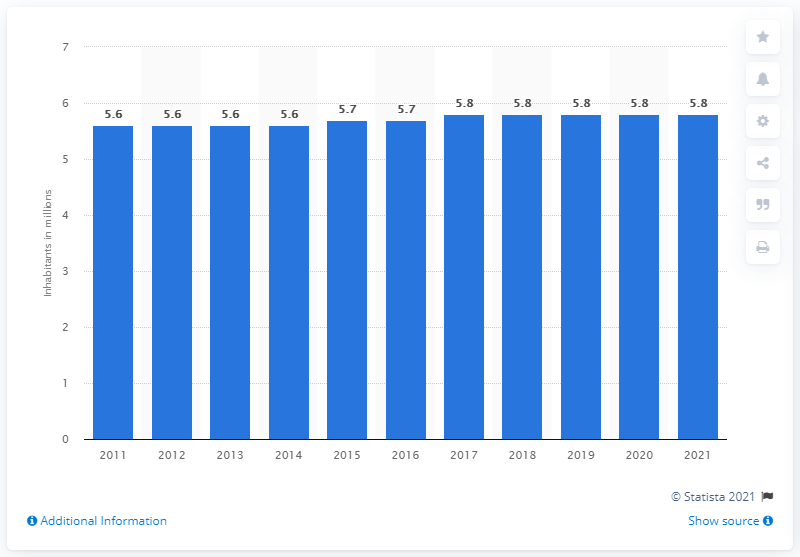 7
6
5
4
3
2
1
0
Inhabitants in millions
5.6 5.6 5.6 5.6 5.7 5.7 5.8 5.8 5.8 5.8 5.8
2011 2012 2013 2014 2015 2016 2017 2018 2019 2020 2021
© Statista 2021
Additional Information
Show source